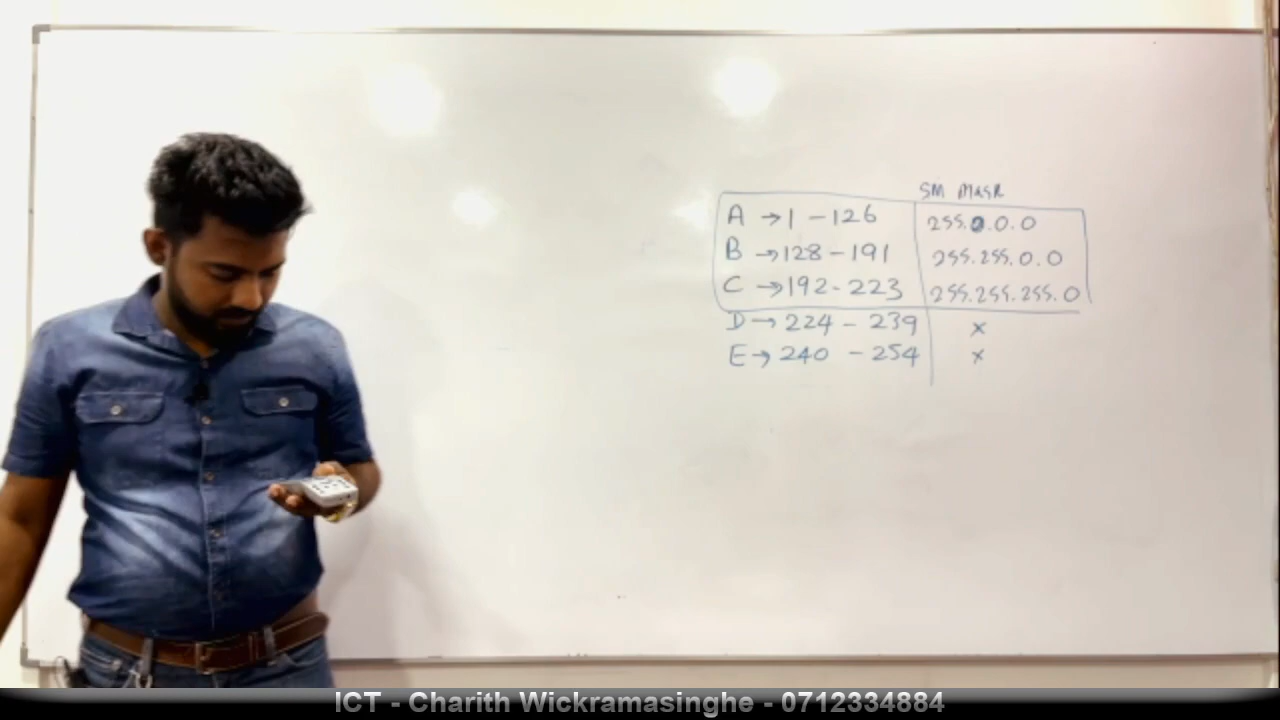 SM Mask
A → 1 - 126 255.0.0.0
B → 128 - 191 255.255.0.0
C → 192 - 223 255.255.255.0
D → 224 - 239 ×
E → 240 - 254 ×
ICT - Charith Wickramasinghe - 0712334884